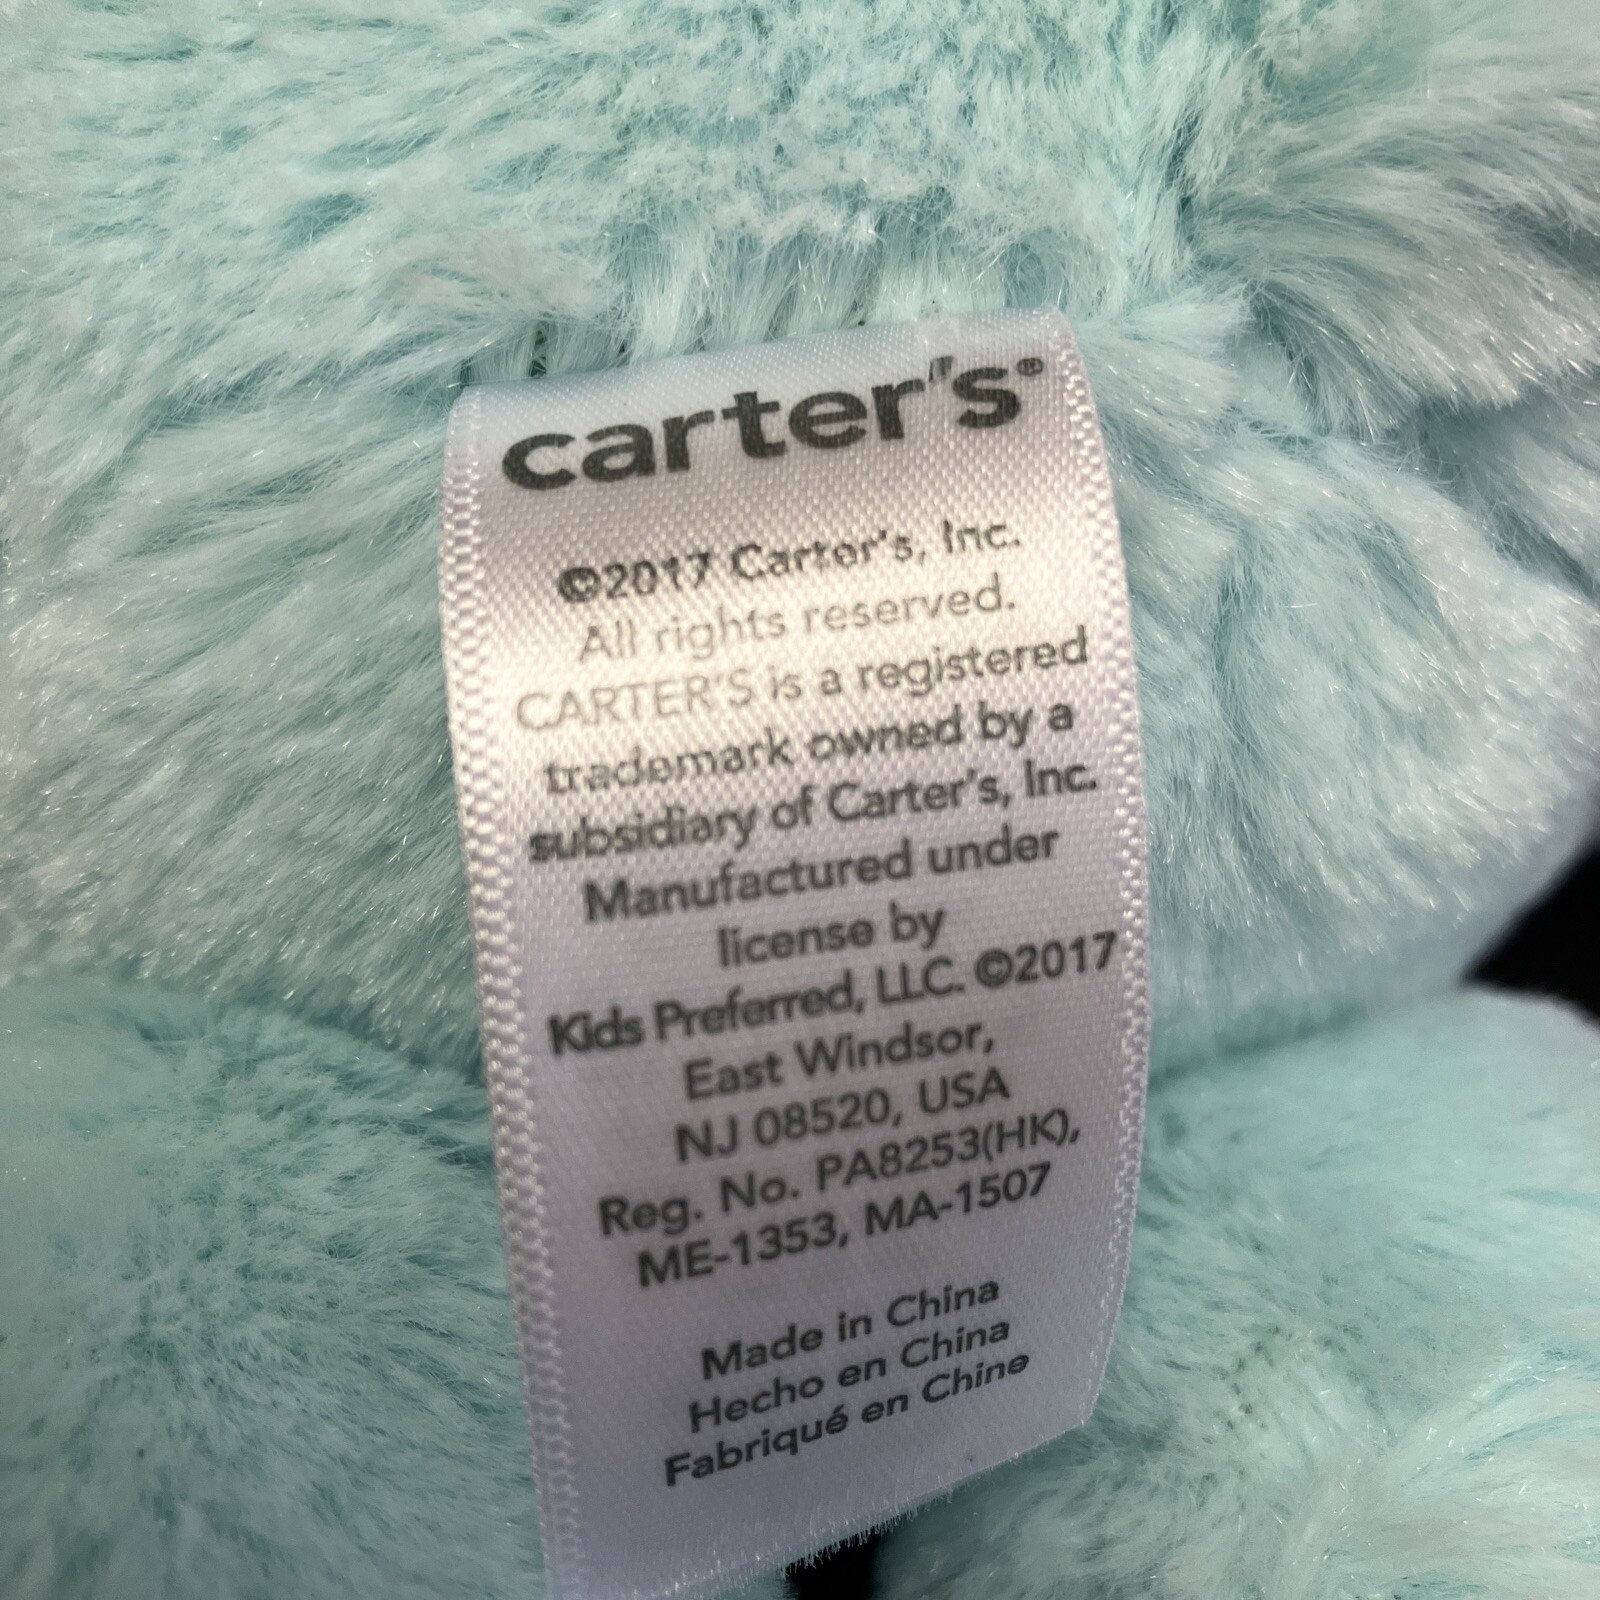 carter's®
©2017 Carter's, Inc.
All rights reserved.
CARTER'S is a registered
trademark owned by a
subsidiary of Carter's, Inc.
Manufactured under
license by
Kids Preferred, LLC. ©2017
East Windsor,
NJ 08520, USA
Reg. No. PA8253(HK),
ME-1353, MA-1507
Made in China
Hecho en China
Fabriqué en Chine